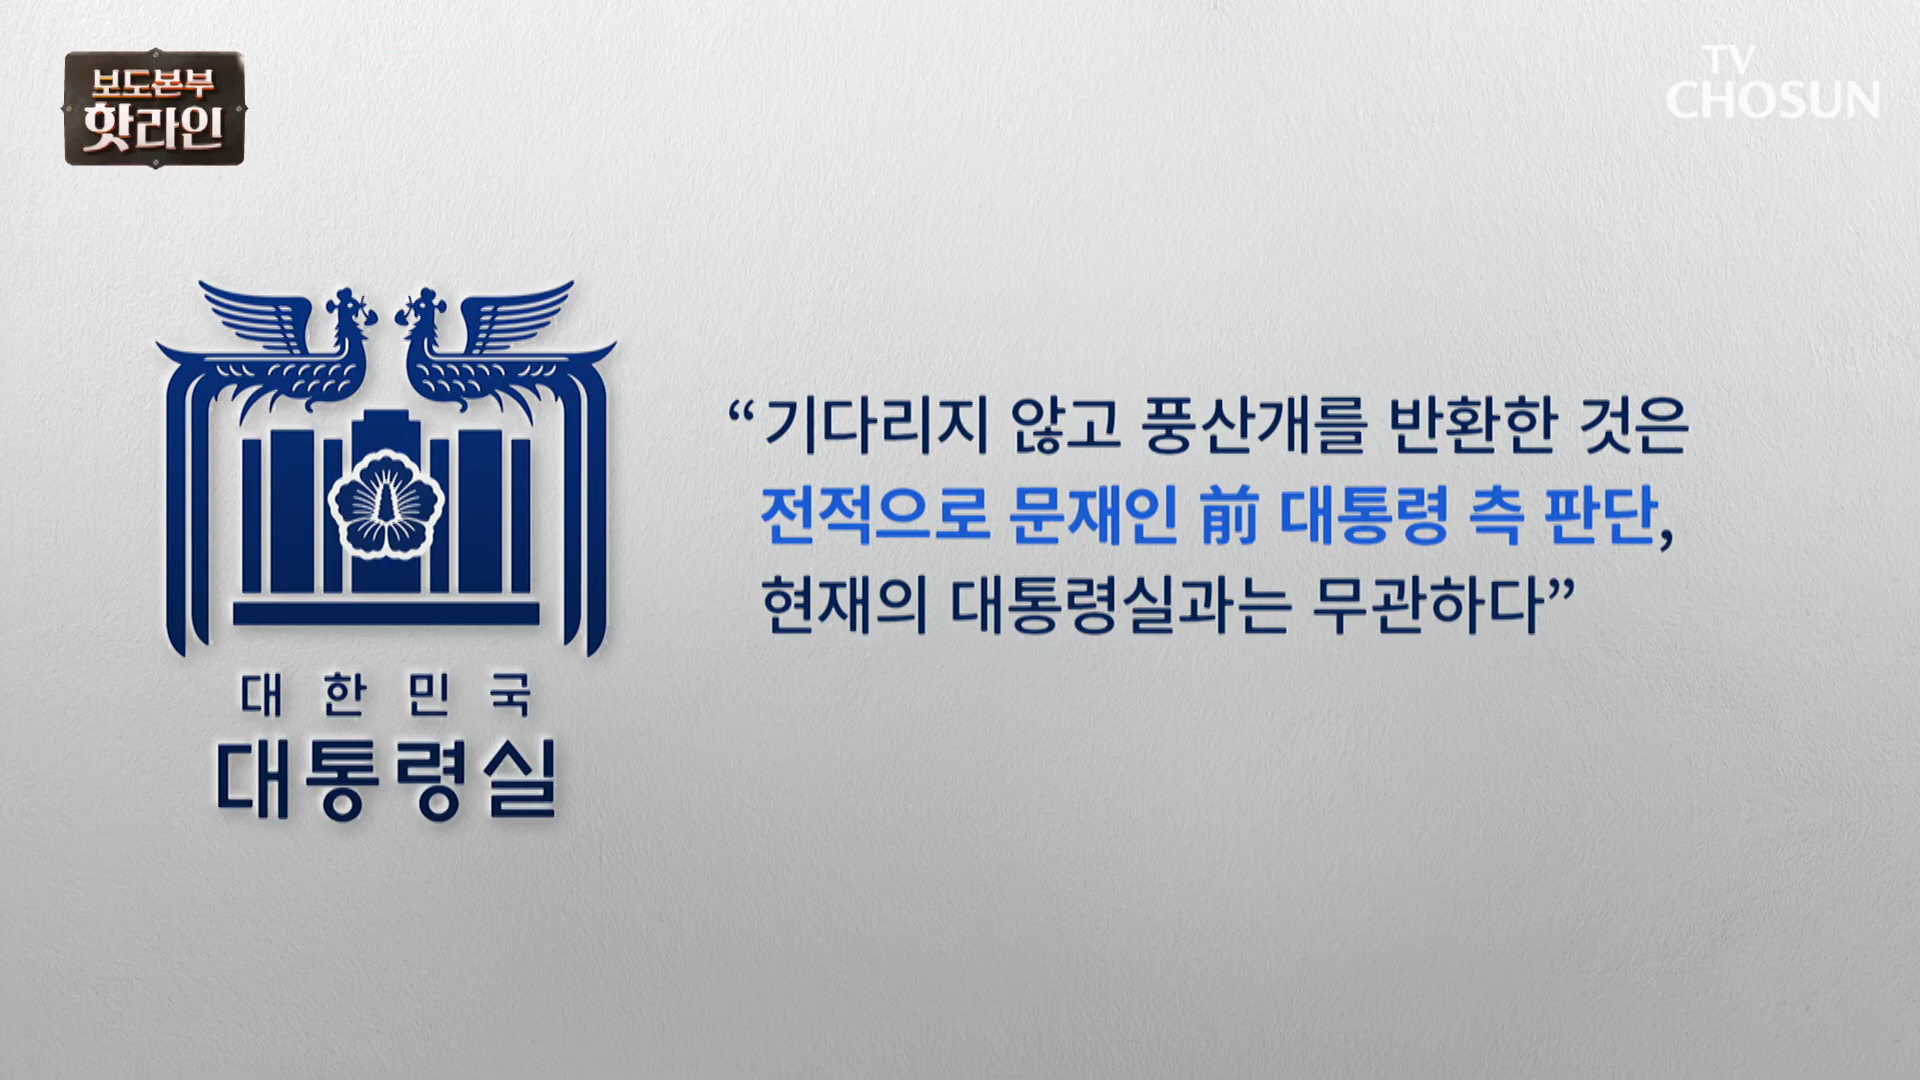 보도본부
핫라인
TV
CHOSUN
“기다리지 않고 풍산개를 반환한 것은
전적으로 문재인 前 대통령 측 판단,
현재의 대통령실과는 무관하다”
대한민국
대통령실